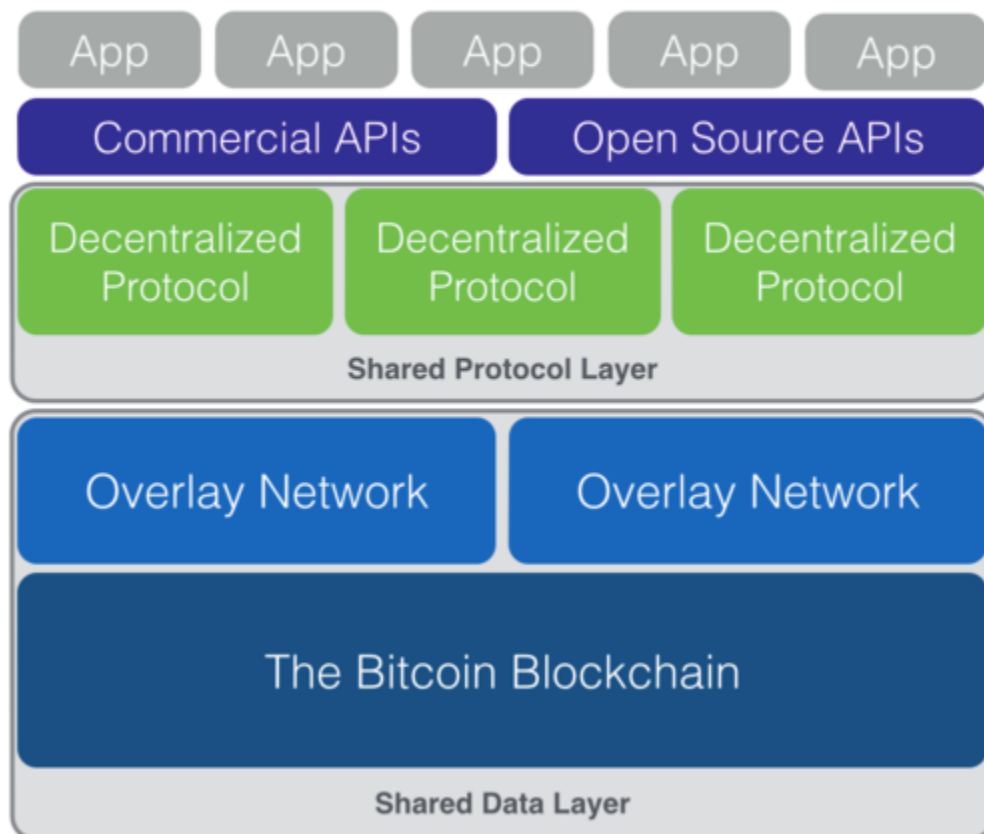 App App App App App
Commercial APIs Open Source APIs
Decentralized Decentralized Decentralized
Protocol Protocol Protocol
Shared Protocol Layer
Overlay Network Overlay Network
The Bitcoin Blockchain
Shared Data Layer